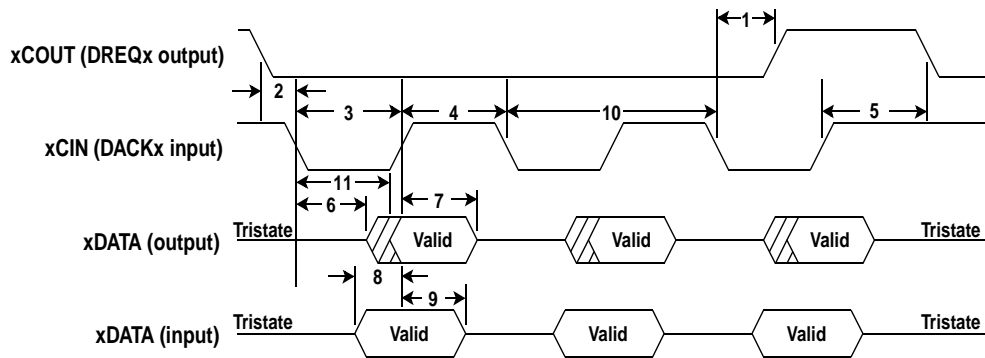 1
xCOUT (DREQx output)
2 3 4 10 5
xCIN (DACKx input)
11
6 7
Tristate Valid Valid Valid Tristate
xDATA (output)
8
9
Tristate Valid Valid Valid Tristate
xDATA (input)